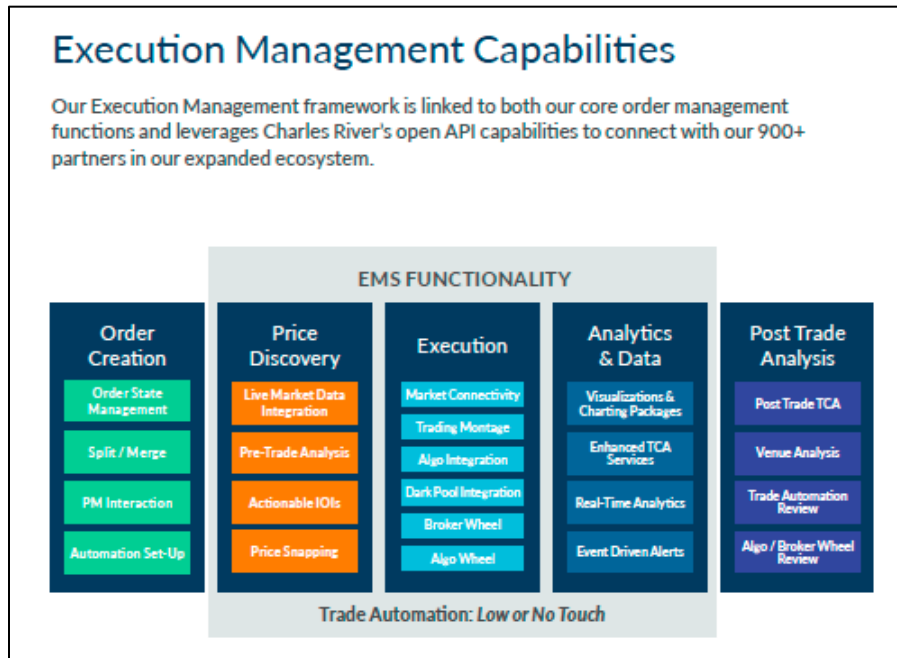 Execution Management Capabilities
Our Execution Management framework is linked to both our core order management
functions and leverages Charles River's open API capabilities to connect with our 900+
partners in our expanded ecosystem.
EMS FUNCTIONALITY
Order
Creation
Order State
Management
Split / Merge
PM Interaction
Automation Set-Up
Price
Discovery
Live Market Data
Integration
Pre-Trade Analysis
Actionable IOIs
Price Snapping
Execution
Market Connectivity
Trading Montage
Algo Integration
Dark Pool Integration
Broker Wheel
Algo Wheel
Analytics
& Data
Visualizations &
Charting Packages
Enhanced TCA
Services
Real-Time Analytics
Event Driven Alerts
Post Trade
Analysis
Post Trade TCA
Venue Analysis
Trade Automation
Review
Algo / Broker Wheel
Review
Trade Automation: Low or No Touch